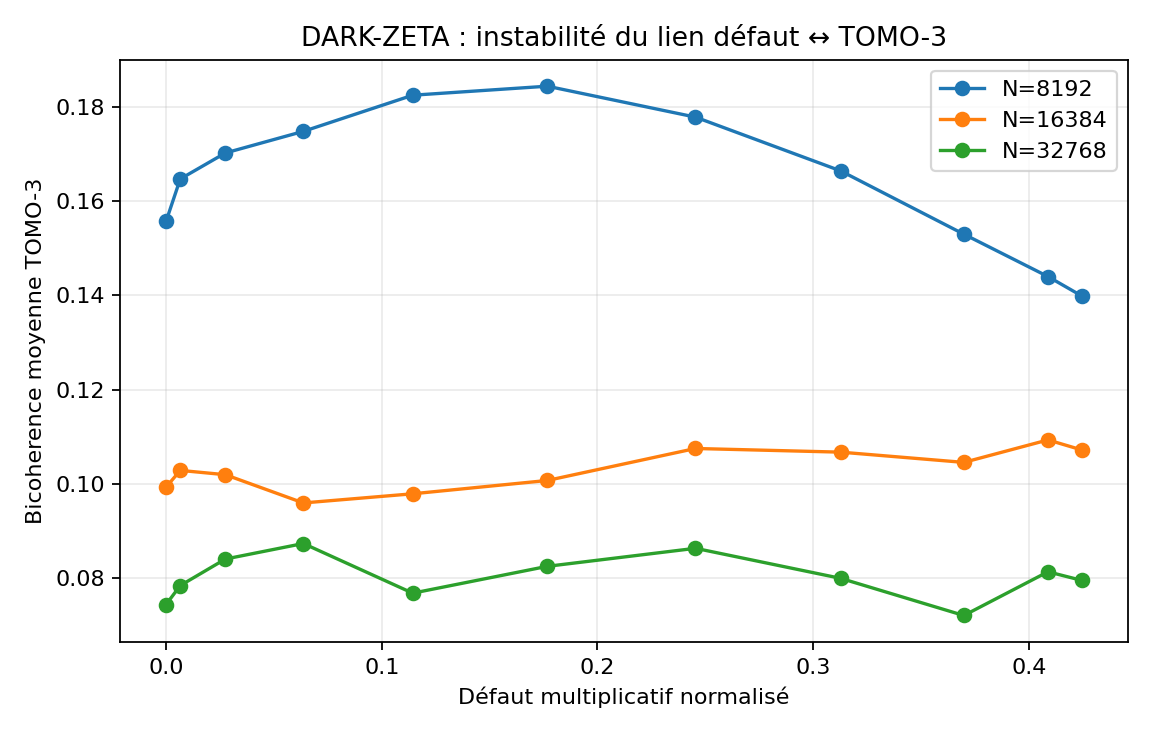 DARK-ZETA : instabilité du lien défaut ↔ TOMO-3
N=8192
N=16384
N=32768
Bicoherence moyenne TOMO-3
0.18
0.16
0.14
0.12
0.10
0.08
0.0 0.1 0.2 0.3 0.4
Défaut multiplicatif normalisé